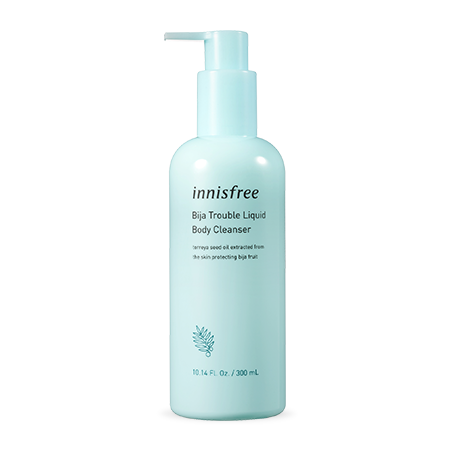 innisfree
Bija Trouble Liquid
Body Cleanser
torreya seed oil extracted from
the skin protecting bija fruit
10.14 Fl. Oz. / 300 mL